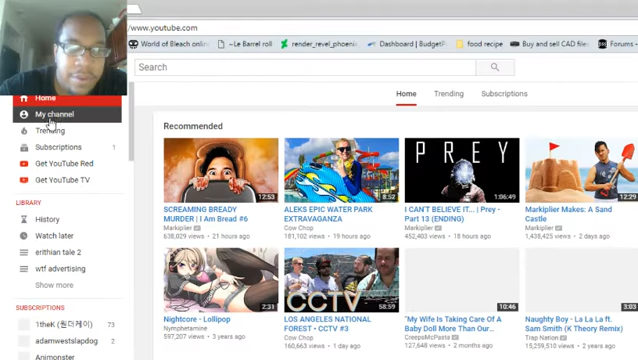 www.youtube.com
World of Bleach onlin
~Le Barrel roll
render_revel_phoenix
Dashboard | BudgetP
food recipe
Buy and sell CAD file
Forums -
Search
Home
Trending
Subscriptions
Home
My channel
Trending
Subscriptions 1
Get YouTube Red
Get YouTube TV
LIBRARY
History
Watch later
erithian tale 2
wtf advertising
Show more
SUBSCRIPTIONS
1theK (원더케이) 73
adamwestslapdog
Animonster
Recommended
12:53
SCREAMING BREADY
MURDER | I Am Bread #6
Markiplier
638,029 views • 21 hours ago
8:52
ALEKS EPIC WATER PARK
EXTRAVAGANZA
Cow Chop
181,102 views • 19 hours ago
PREY
1:06:49
I CAN'T BELIEVE IT... | Prey -
Part 13 (ENDING)
Markiplier
452,403 views • 18 hours ago
12:29
Markiplier Makes: A Sand
Castle
Markiplier
1,438,425 views • 2 days ago
2:31
Nightcore - Lollipop
Nymphetamine
597,207 views • 3 years ago
CCTV
58:59
LOS ANGELES NATIONAL
FOREST • CCTV #3
Cow Chop
160,663 views • 1 day ago
10:46
"My Wife Is Taking Care Of A
Baby Doll More Than Our...
CreepsMcPasta
127,648 views • 2 months ago
3:03
Naughty Boy - La La La ft.
Sam Smith (K Theory Remix)
Trap Nation
15,259,510 views • 2 years ago